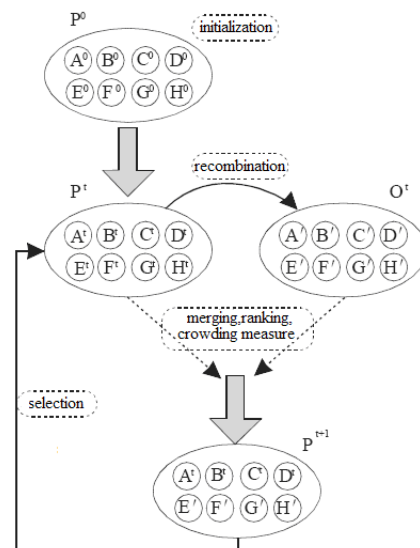 P⁰
initialization
A⁰ B⁰ C⁰ D⁰
E⁰ F⁰ G⁰ H⁰
recombination
Pᵗ
Oᵗ
Aᵗ Bᵗ Cᵗ Dᵗ
A′ B′ C′ D′
Eᵗ Fᵗ Gᵗ Hᵗ
E′ F′ G′ H′
merging,ranking,
crowding measure
selection
Pᵗ⁺¹
Aᵗ Bᵗ Cᵗ Dᵗ
E′ F′ G′ H′